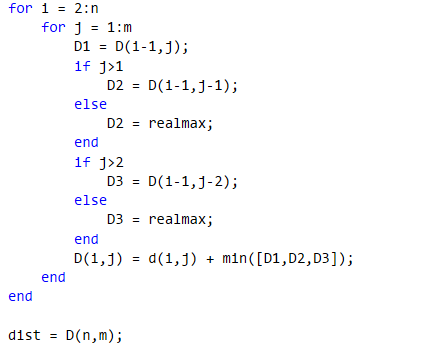 for i = 2:n
    for j = 1:m
        D1 = D(i-1,j);
        if j>1
            D2 = D(i-1,j-1);
        else
            D2 = realmax;
        end
        if j>2
            D3 = D(i-1,j-2);
        else
            D3 = realmax;
        end
        D(i,j) = d(i,j) + min([D1,D2,D3]);
    end
end

dist = D(n,m);